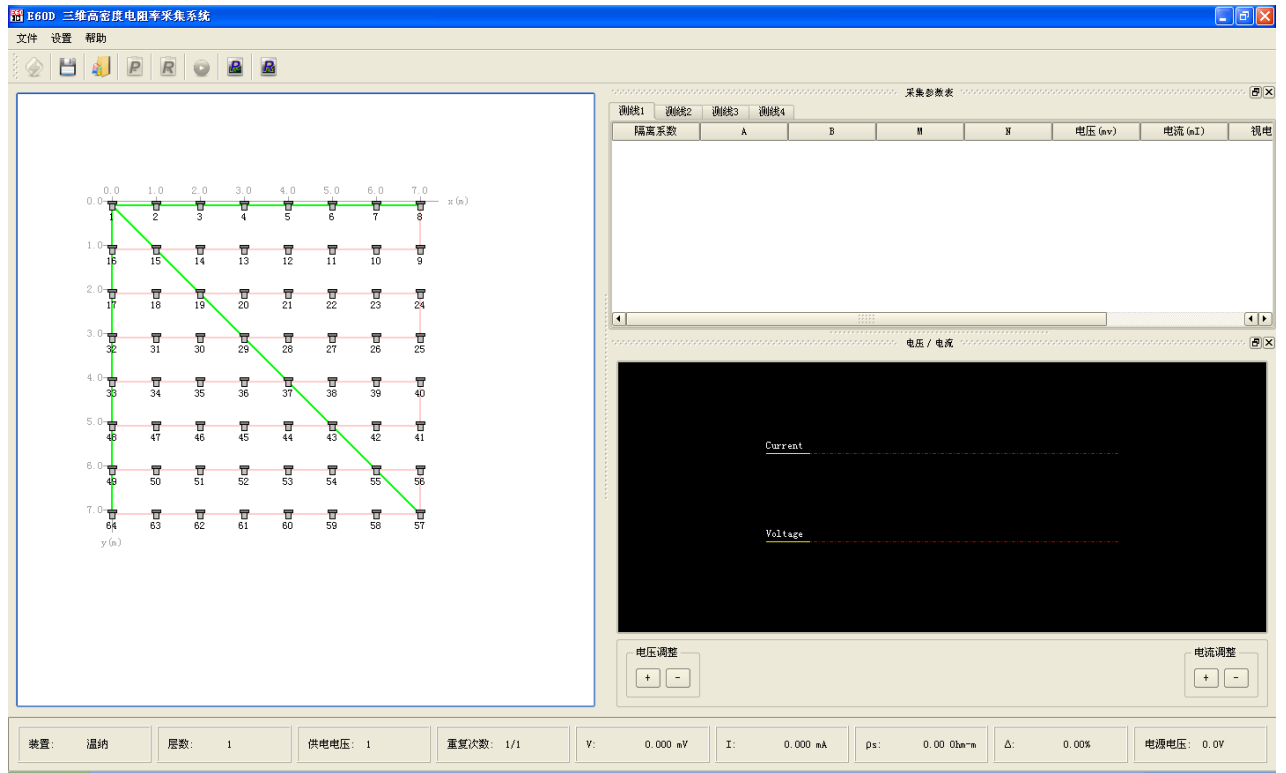 E60D 三维高密度电阻率采集系统
文件 设置 帮助
P R P R
采集参数表
测线1 测线2 测线3 测线4
隔离系数 A B M N 电压(mv) 电流(mI) 视电
0.0 1.0 2.0 3.0 4.0 5.0 6.0 7.0
0.0 x(m)
1 2 3 4 5 6 7 8
1.0
16 15 14 13 12 11 10 9
2.0
17 18 19 20 21 22 23 24
3.0
32 31 30 29 28 27 26 25
4.0
33 34 35 36 37 38 39 40
5.0
48 47 46 45 44 43 42 41
6.0
49 50 51 52 53 54 55 56
7.0
64 63 62 61 60 59 58 57
y(m)
电压 / 电流
Current
Voltage
电压调整 电流调整
+ - + -
装置: 温纳 层数: 1 供电电压: 1 重复次数: 1/1 V: 0.000 mV I: 0.000 mA ρs: 0.00 Ohm-m Δ: 0.00% 电源电压: 0.0V